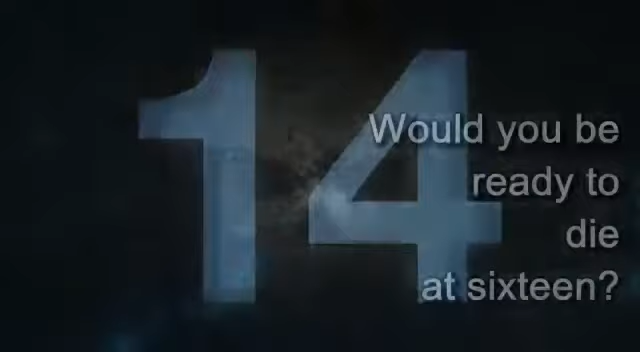 14
Would you be
ready to
die
at sixteen?